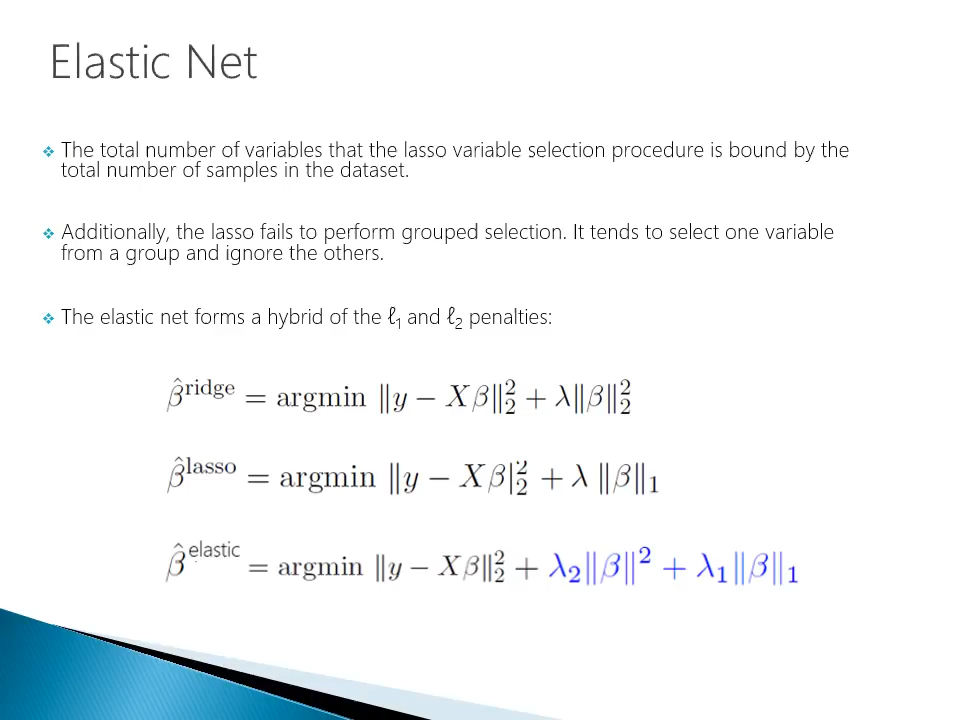 Elastic Net
❖ The total number of variables that the lasso variable selection procedure is bound by the
total number of samples in the dataset.
❖ Additionally, the lasso fails to perform grouped selection. It tends to select one variable
from a group and ignore the others.
❖ The elastic net forms a hybrid of the ℓ₁ and ℓ₂ penalties:
β̂^ridge = argmin ‖y − Xβ‖₂² + λ‖β‖₂²
β̂^lasso = argmin ‖y − Xβ|₂² + λ ‖β‖₁
β̂^elastic = argmin ‖y − Xβ‖₂² + λ₂‖β‖² + λ₁‖β‖₁